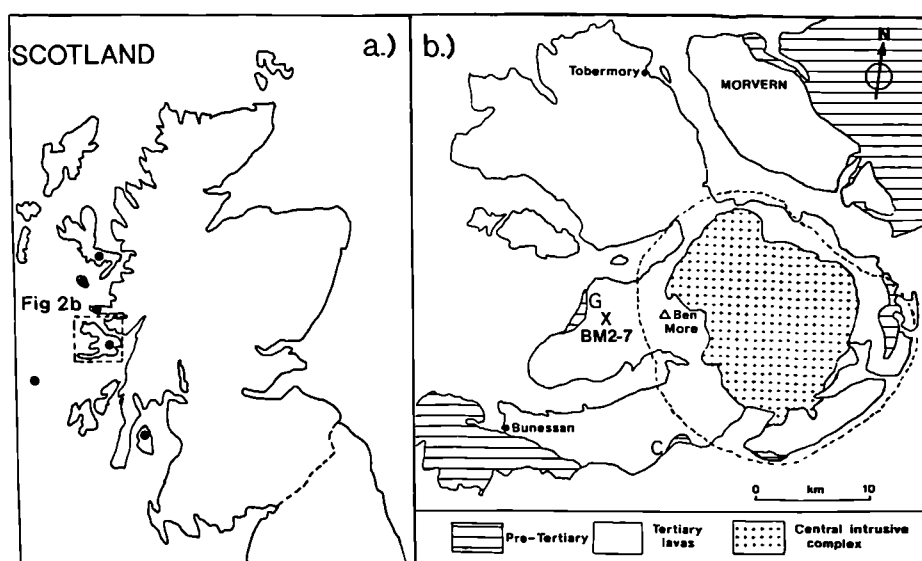 SCOTLAND
a.)
Fig 2b
b.)
N
Tobermory
MORVERN
G
X
BM2-7
Ben
More
Bunessan
C
0 km 10
Pre-Tertiary
Tertiary
lavas
Central intrusive
complex